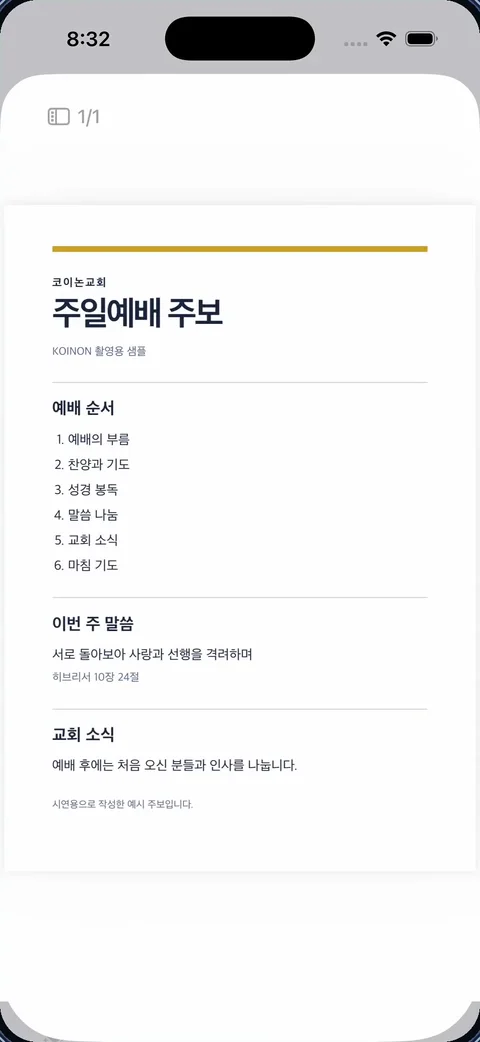 8:32
1/1
코이논교회
주일예배 주보
KOINON 촬영용 샘플
예배 순서
1. 예배의 부름
2. 찬양과 기도
3. 성경 봉독
4. 말씀 나눔
5. 교회 소식
6. 마침 기도
이번 주 말씀
서로 돌아보아 사랑과 선행을 격려하며
히브리서 10장 24절
교회 소식
예배 후에는 처음 오신 분들과 인사를 나눕니다.
시연용으로 작성한 예시 주보입니다.